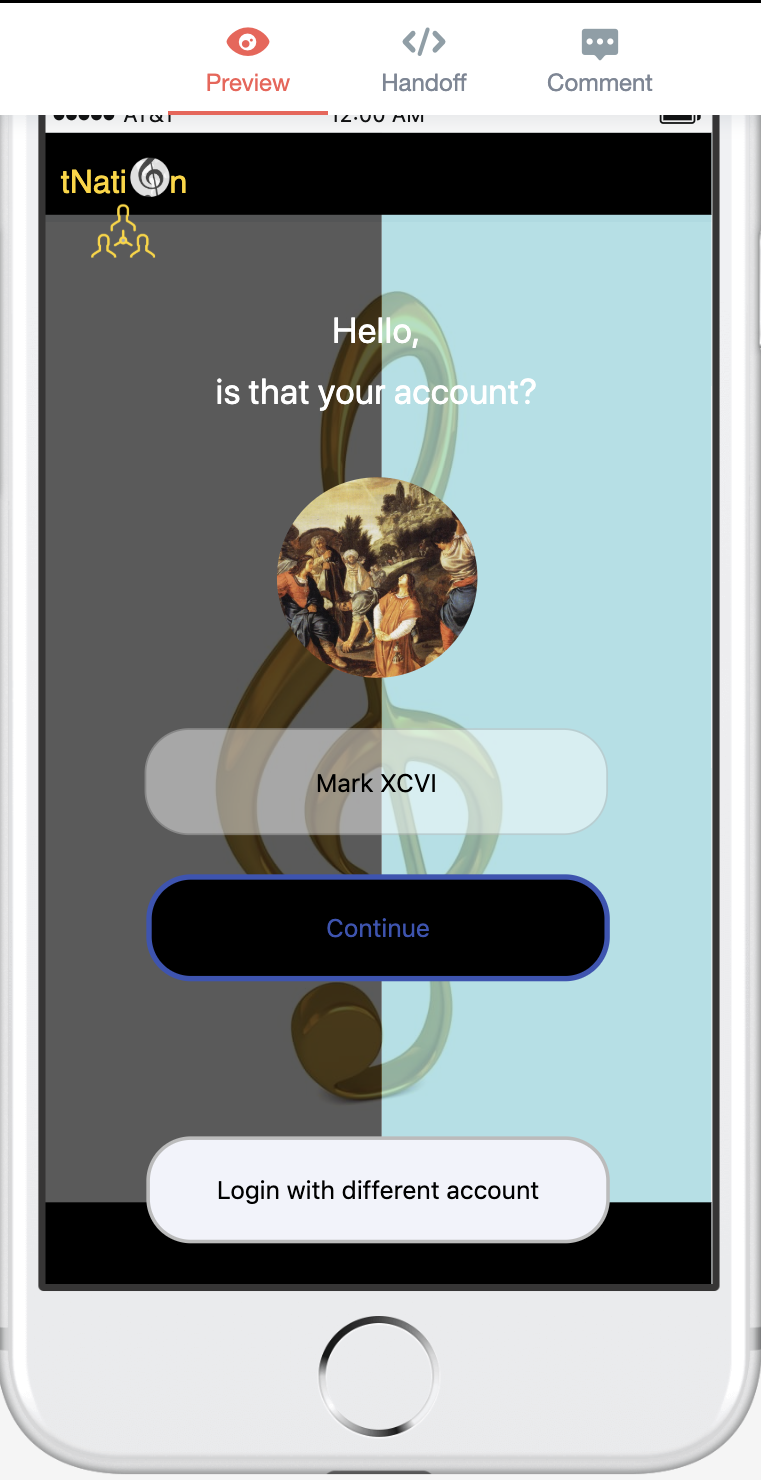 Preview
Handoff
Comment
AT&T
12:00 AM
tNation
Hello,
is that your account?
Mark XCVI
Continue
Login with different account